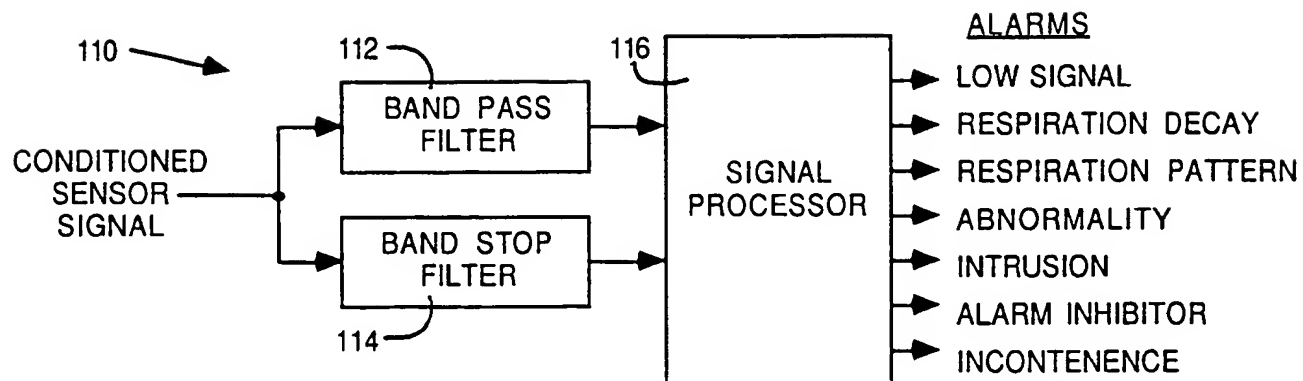 110
CONDITIONED
SENSOR
SIGNAL
112
BAND PASS
FILTER
BAND STOP
FILTER
114
116
SIGNAL
PROCESSOR
ALARMS
LOW SIGNAL
RESPIRATION DECAY
RESPIRATION PATTERN
ABNORMALITY
INTRUSION
ALARM INHIBITOR
INCONTENENCE